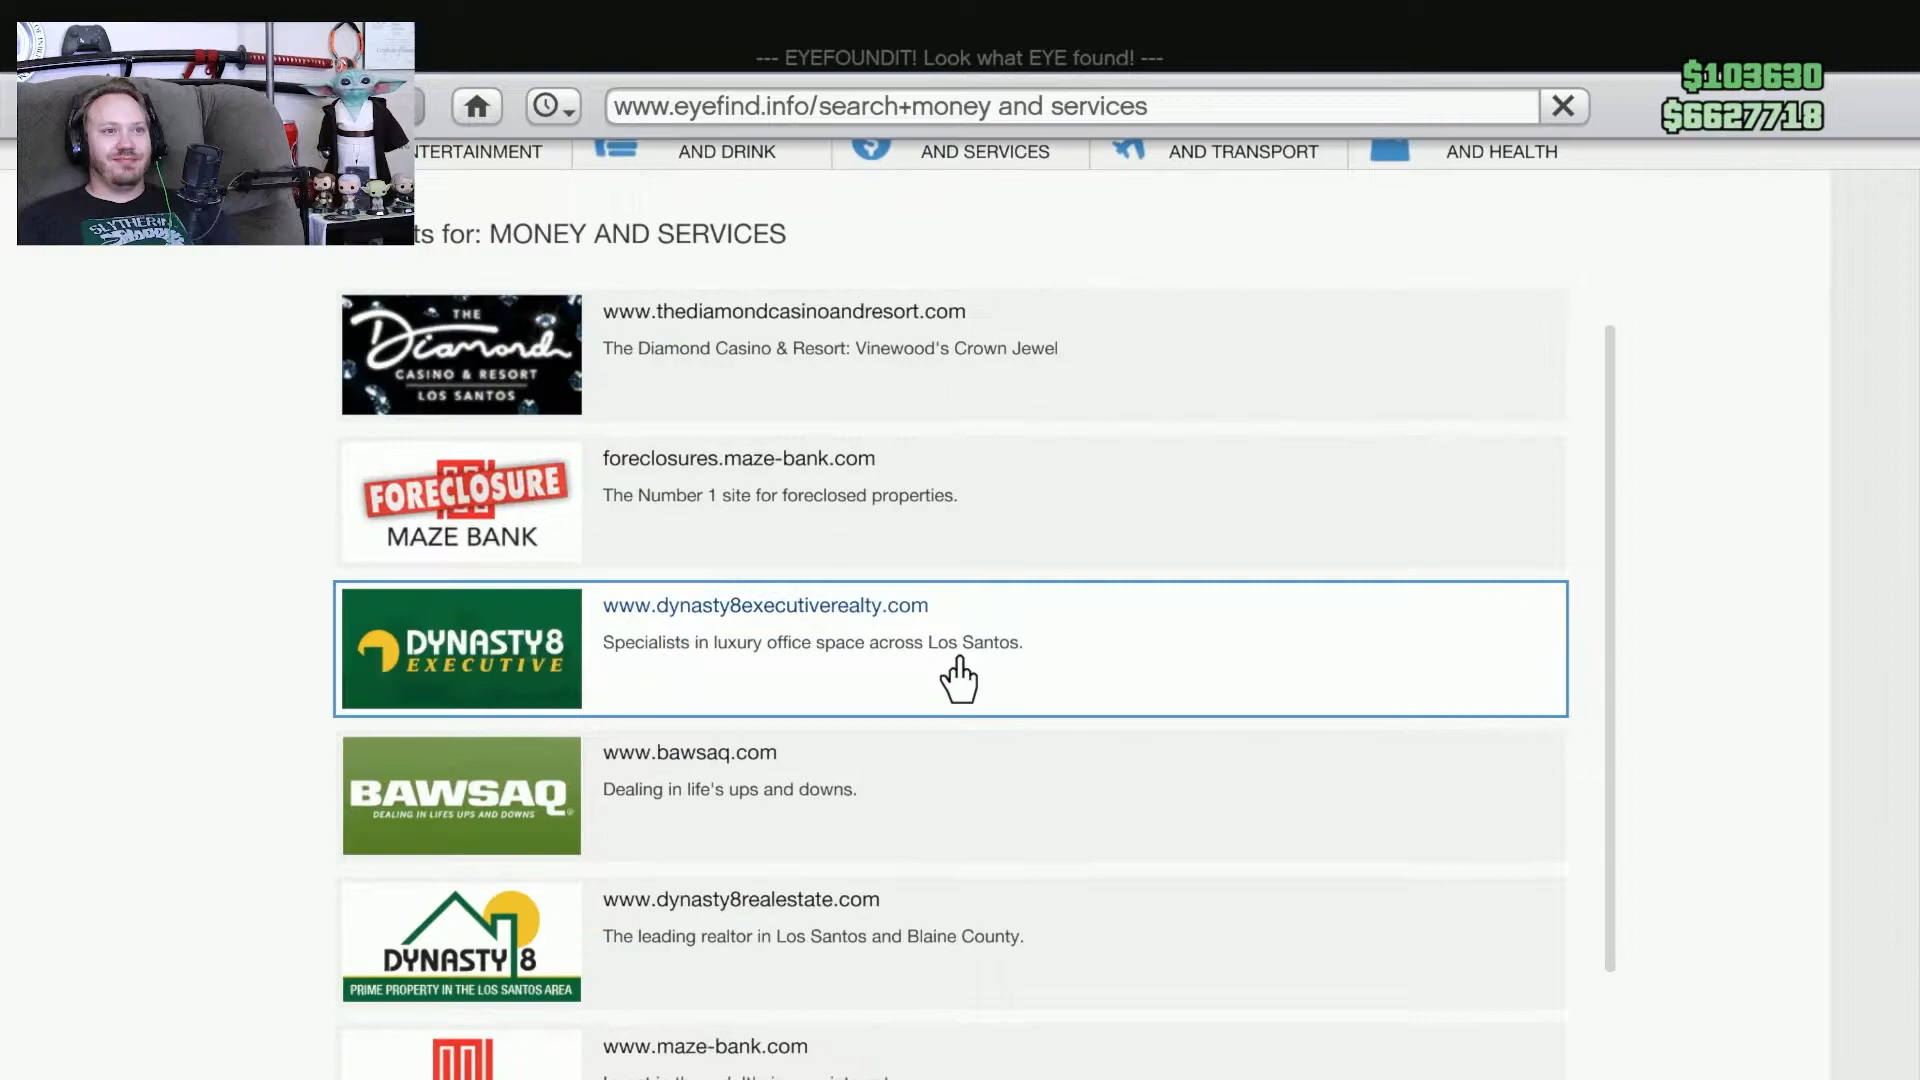 --- EYEFOUNDIT! Look what EYE found! ---
$103630
www.eyefind.info/search+money and services
$6627718
NTERTAINMENT
AND DRINK
AND SERVICES
AND TRANSPORT
AND HEALTH
SLYTHERIN
ts for: MONEY AND SERVICES
THE
Diamond
CASINO & RESORT
LOS SANTOS
www.thediamondcasinoandresort.com
The Diamond Casino & Resort: Vinewood's Crown Jewel
FORECLOSURE
MAZE BANK
foreclosures.maze-bank.com
The Number 1 site for foreclosed properties.
DYNASTY8
EXECUTIVE
www.dynasty8executiverealty.com
Specialists in luxury office space across Los Santos.
BAWSAQ
DEALING IN LIFES UPS AND DOWNS
www.bawsaq.com
Dealing in life's ups and downs.
DYNASTY 8
PRIME PROPERTY IN THE LOS SANTOS AREA
www.dynasty8realestate.com
The leading realtor in Los Santos and Blaine County.
www.maze-bank.com